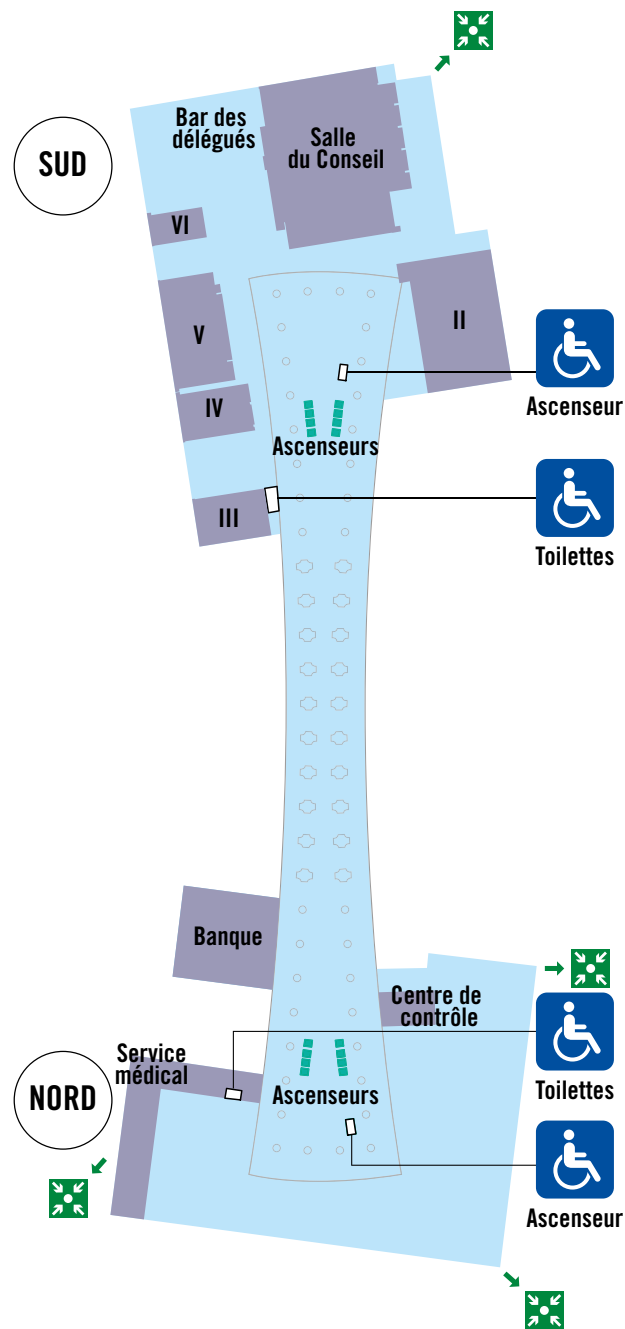 Bar des
délégués
Salle
du Conseil
SUD
VI
II
V
Ascenseur
IV
Ascenseurs
III
Toilettes
Banque
Centre de
contrôle
Service
médical
NORD
Ascenseurs
Toilettes
Ascenseur